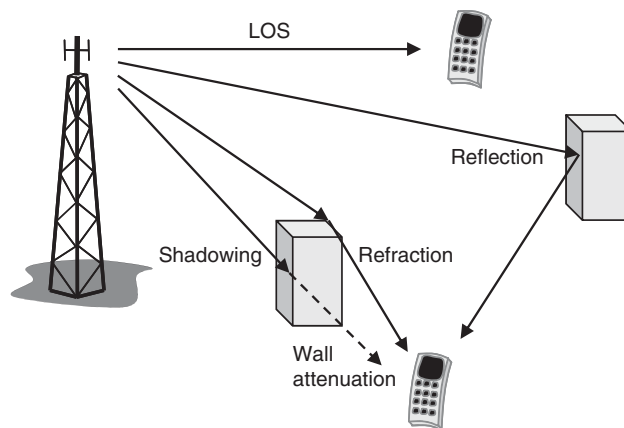 LOS
Reflection
Shadowing
Refraction
Wall
attenuation